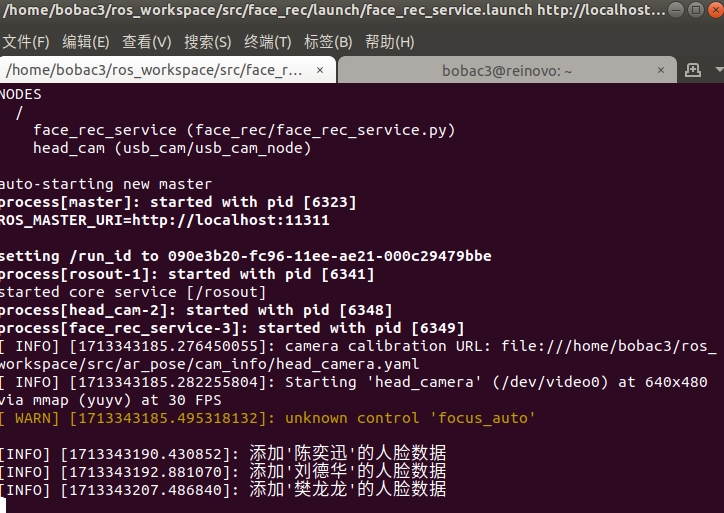 /home/bobac3/ros_workspace/src/face_rec/launch/face_rec_service.launch http://localhost...
文件(F) 编辑(E) 查看(V) 搜索(S) 终端(T) 标签(B) 帮助(H)
/home/bobac3/ros_workspace/src/face_r... × bobac3@reinovo: ~ ×
NODES
/
face_rec_service (face_rec/face_rec_service.py)
head_cam (usb_cam/usb_cam_node)
auto-starting new master
process[master]: started with pid [6323]
ROS_MASTER_URI=http://localhost:11311
setting /run_id to 090e3b20-fc96-11ee-ae21-000c29479bbe
process[rosout-1]: started with pid [6341]
started core service [/rosout]
process[head_cam-2]: started with pid [6348]
process[face_rec_service-3]: started with pid [6349]
[ INFO] [1713343185.276450055]: camera calibration URL: file:///home/bobac3/ros_
workspace/src/ar_pose/cam_info/head_camera.yaml
[ INFO] [1713343185.282255804]: Starting 'head_camera' (/dev/video0) at 640x480
via mmap (yuyv) at 30 FPS
[ WARN] [1713343185.495318132]: unknown control 'focus_auto'
[INFO] [1713343190.430852]: 添加'陈奕迅'的人脸数据
[INFO] [1713343192.881070]: 添加'刘德华'的人脸数据
[INFO] [1713343207.486840]: 添加'樊龙龙'的人脸数据